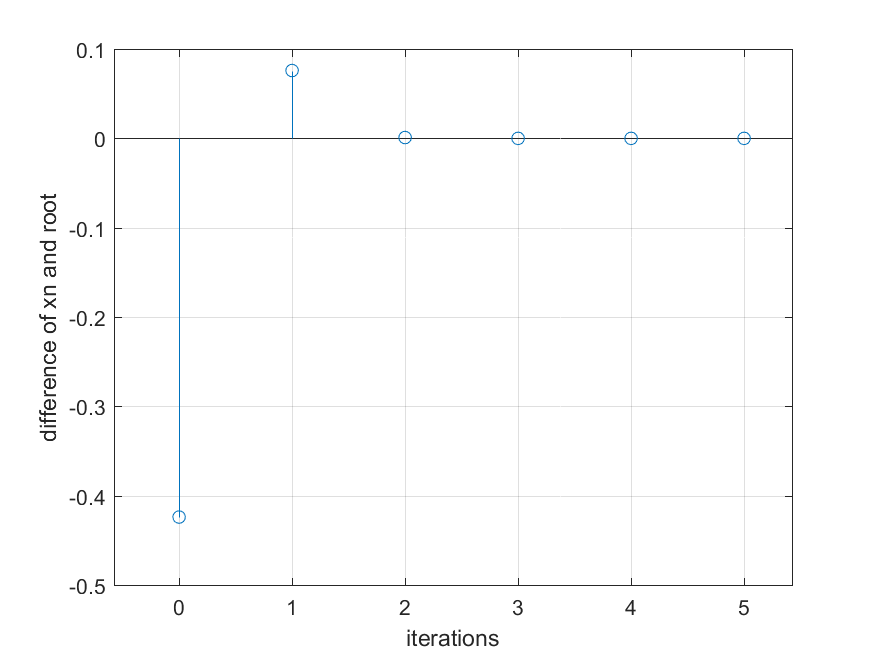 0.1
0
-0.1
-0.2
-0.3
-0.4
-0.5
difference of xn and root
0 1 2 3 4 5
iterations